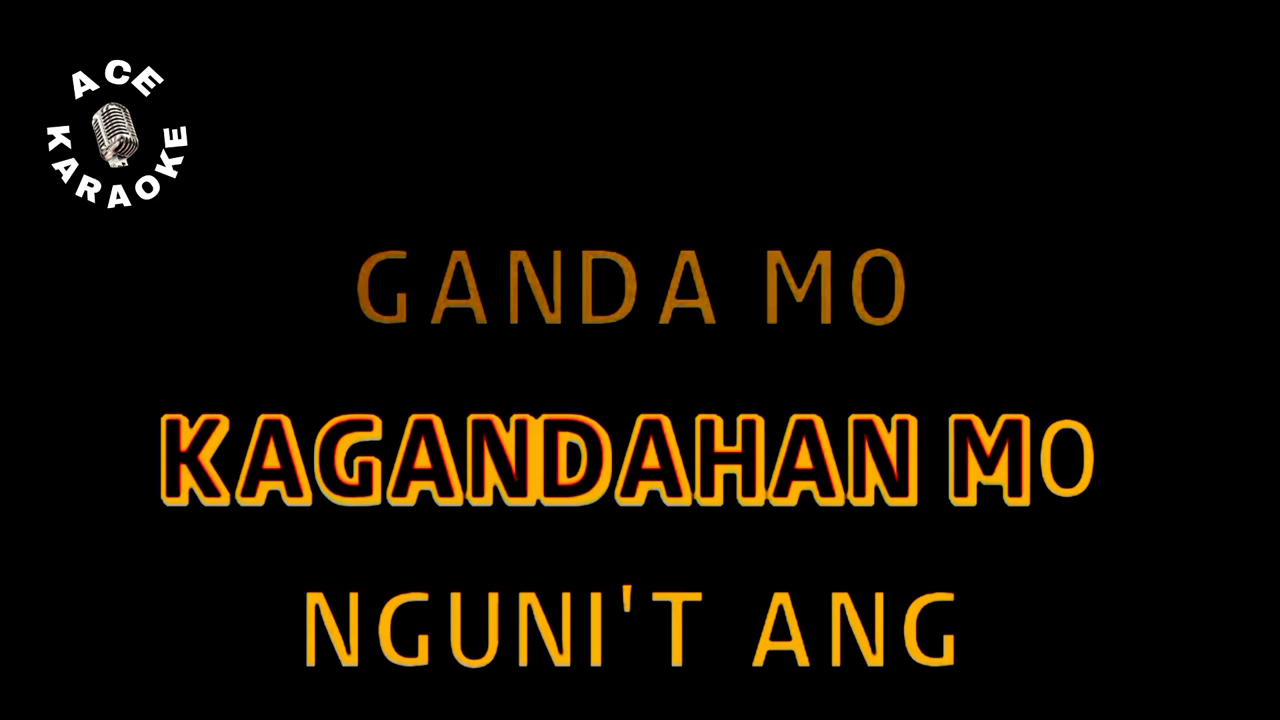 ACE
KARAOKE
GANDA MO
KAGANDAHAN MO
NGUNI'T ANG